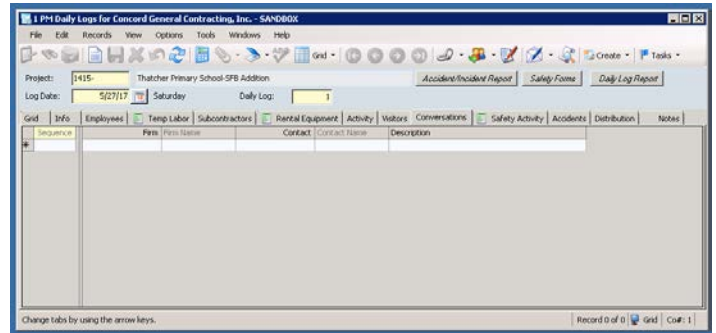 1 PM Daily Logs for Concord General Contracting, Inc. - SANDBOX
File Edit Records View Options Tools Windows Help
Grid Create Tasks
Project: 1415- Thatcher Primary School-SFB Addition Accident/Incident Report Safety Forms Daily Log Report
Log Date: 5/27/17 Saturday Daily Log: 1
Grid Info Employees Temp Labor Subcontractors Rental Equipment Activity Visitors Conversations Safety Activity Accidents Distribution Notes
Sequence Firm Firm Name Contact Contact Name Description
Change tabs by using the arrow keys. Record 0 of 0 Grid Co#: 1